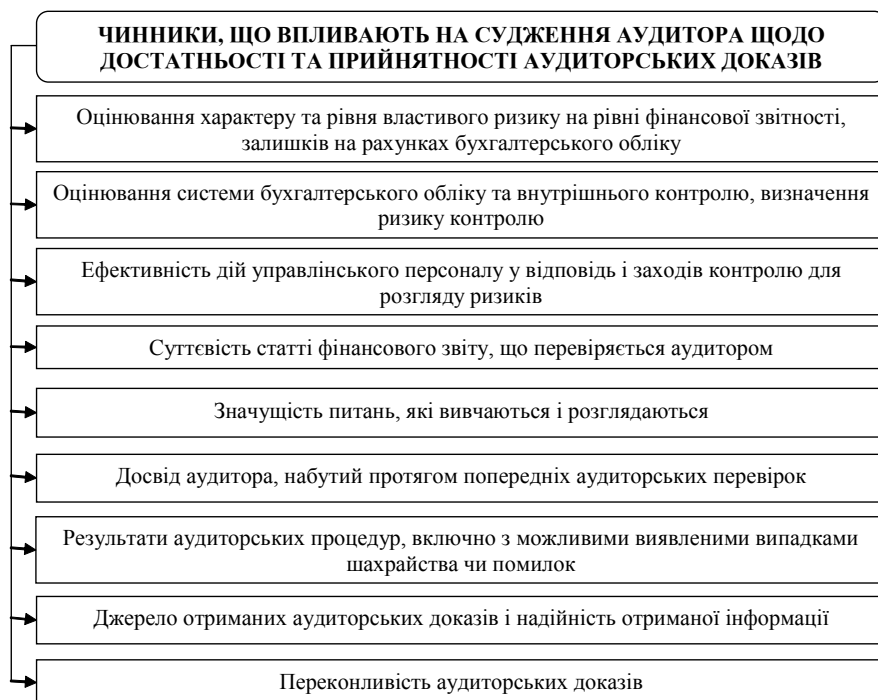 ЧИННИКИ, ЩО ВПЛИВАЮТЬ НА СУДЖЕННЯ АУДИТОРА ЩОДО
ДОСТАТНЬОСТІ ТА ПРИЙНЯТНОСТІ АУДИТОРСЬКИХ ДОКАЗІВ
Оцінювання характеру та рівня властивого ризику на рівні фінансової звітності,
залишків на рахунках бухгалтерського обліку
Оцінювання системи бухгалтерського обліку та внутрішнього контролю, визначення
ризику контролю
Ефективність дій управлінського персоналу у відповідь і заходів контролю для
розгляду ризиків
Суттєвість статті фінансового звіту, що перевіряється аудитором
Значущість питань, які вивчаються і розглядаються
Досвід аудитора, набутий протягом попередніх аудиторських перевірок
Результати аудиторських процедур, включно з можливими виявленими випадками
шахрайства чи помилок
Джерело отриманих аудиторських доказів і надійність отриманої інформації
Переконливість аудиторських доказів